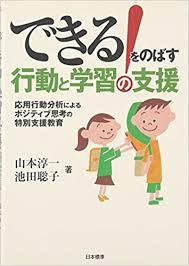 できる!をのばす
行動と学習の支援
応用行動分析による
ポジティブ思考の
特別支援教育
山本淳一
池田聡子
著
日本標準